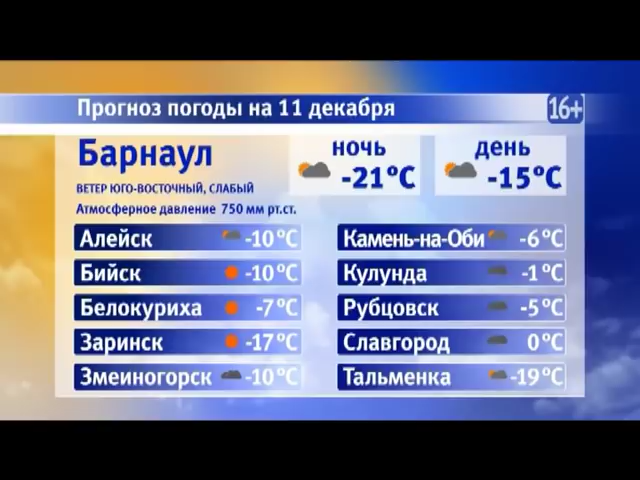 Прогноз погоды на 11 декабря 16+
Барнаул
ВЕТЕР ЮГО-ВОСТОЧНЫЙ, СЛАБЫЙ
Атмосферное давление 750 мм рт.ст.
ночь
-21°C
день
-15°C
Алейск -10°C
Бийск -10°C
Белокуриха -7°C
Заринск -17°C
Змеиногорск -10°C
Камень-на-Оби -6°C
Кулунда -1°C
Рубцовск -5°C
Славгород 0°C
Тальменка -19°C